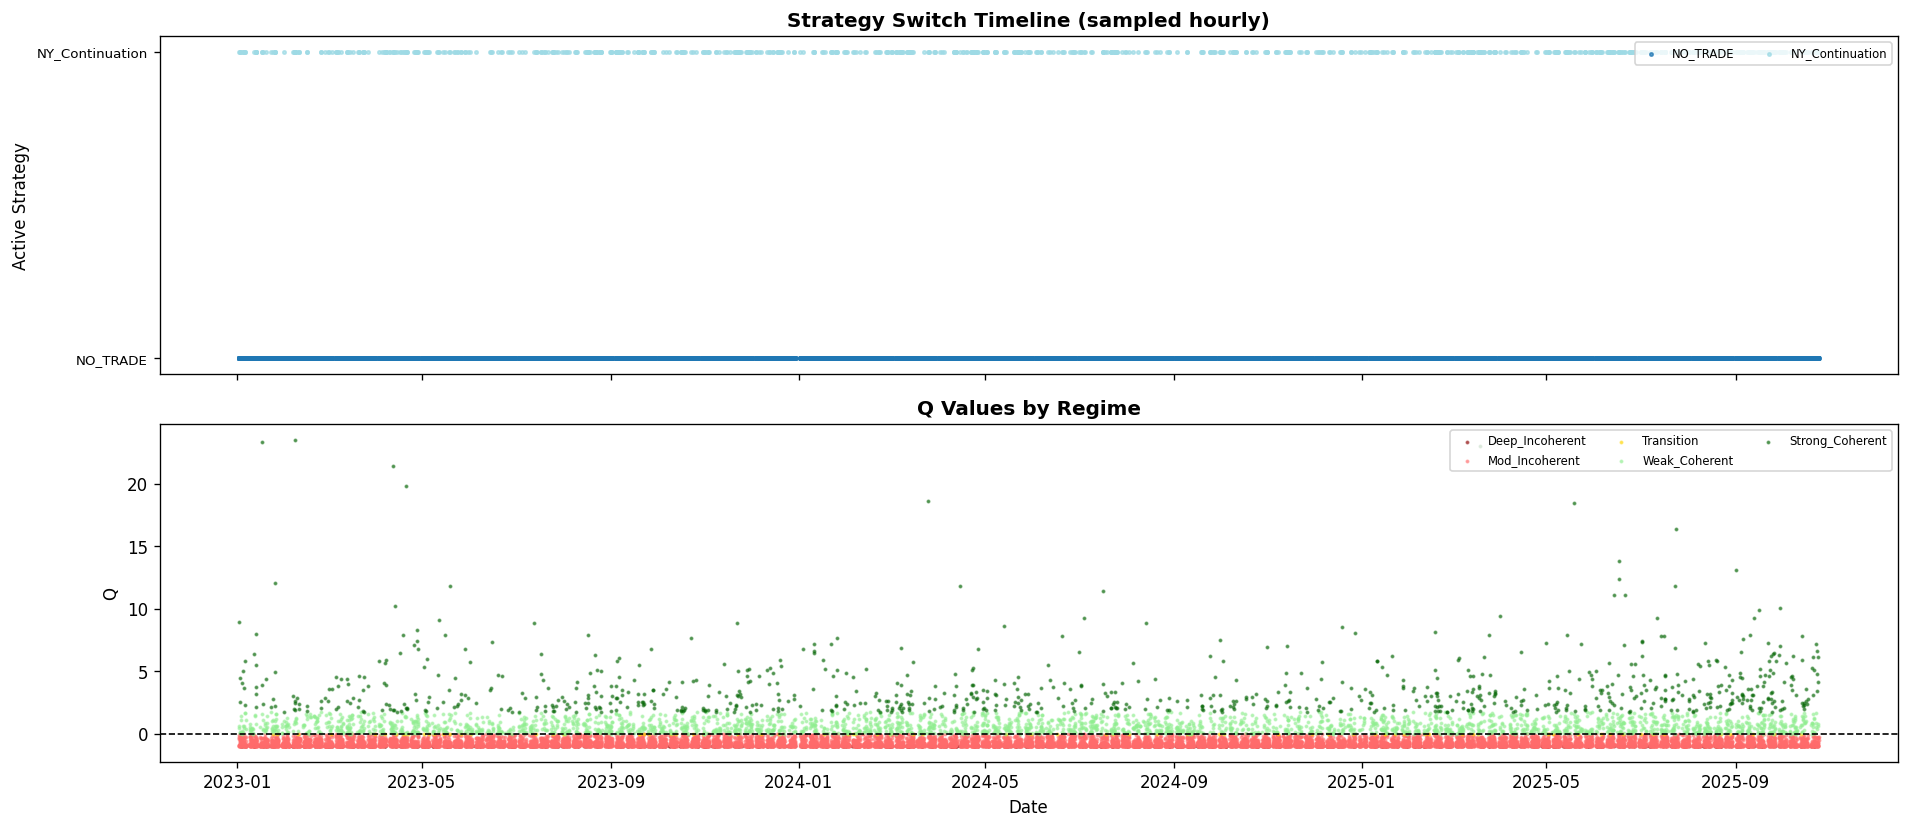 Strategy Switch Timeline (sampled hourly)
NY_Continuation
NO_TRADE NY_Continuation
Active Strategy
NO_TRADE
Q Values by Regime
Deep_Incoherent Transition Strong_Coherent
Mod_Incoherent Weak_Coherent
20
15
10
5
0
Q
2023-01 2023-05 2023-09 2024-01 2024-05 2024-09 2025-01 2025-05 2025-09
Date